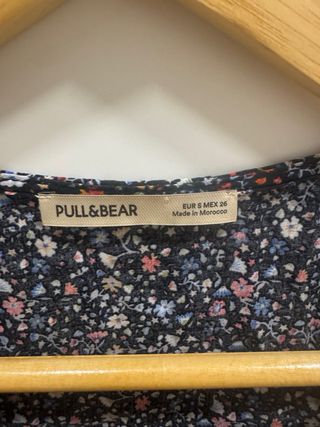 PULL&BEAR
EUR S MEX 26
Made in Morocco